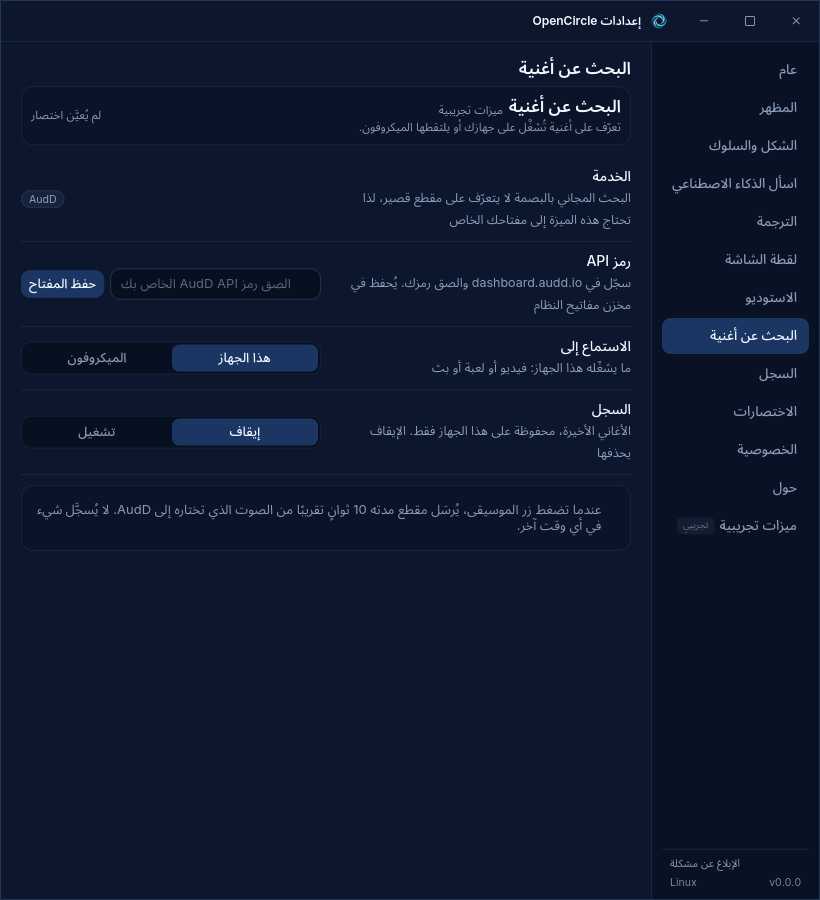 إعدادات OpenCircle
عام
المظهر
الشكل والسلوك
اسأل الذكاء الاصطناعي
الترجمة
لقطة الشاشة
الاستوديو
البحث عن أغنية
السجل
الاختصارات
الخصوصية
حول
ميزات تجريبية تجريبي
الإبلاغ عن مشكلة
v0.0.0 Linux
البحث عن أغنية
البحث عن أغنية ميزات تجريبية
لم يُعيَّن اختصار
تعرّف على أغنية تُشغَّل على جهازك أو يلتقطها الميكروفون.
الخدمة
البحث المجاني بالبصمة لا يتعرّف على مقطع قصير، لذا
تحتاج هذه الميزة إلى مفتاحك الخاص
AudD
رمز API
سجّل في dashboard.audd.io والصق رمزك. يُحفظ في
مخزن مفاتيح النظام
الصق رمز AudD API الخاص بك
حفظ المفتاح
الاستماع إلى
ما يشغّله هذا الجهاز: فيديو أو لعبة أو بث
هذا الجهاز
الميكروفون
السجل
الأغاني الأخيرة، محفوظة على هذا الجهاز فقط. الإيقاف
يحذفها
إيقاف
تشغيل
عندما تضغط زر الموسيقى، يُرسَل مقطع مدته 10 ثوانٍ تقريبًا من الصوت الذي تختاره إلى AudD. لا يُسجَّل شيء
في أي وقت آخر.